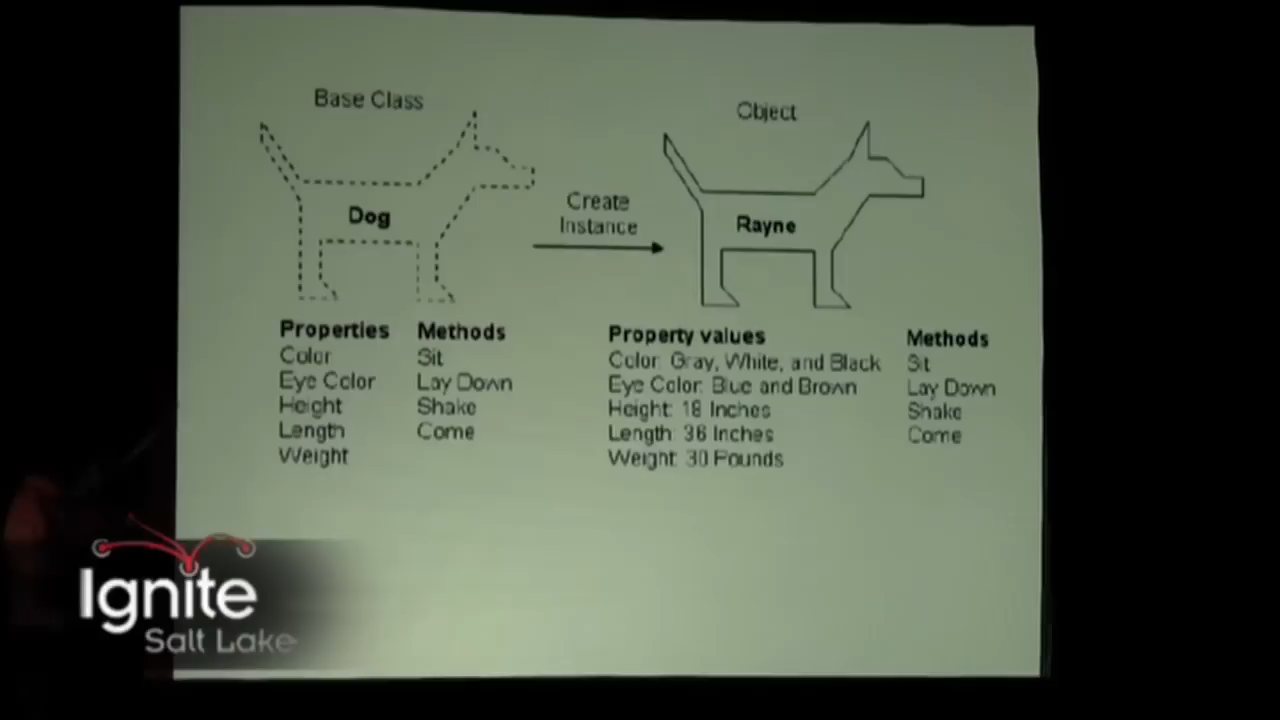 Base Class
Object
Dog
Create
Instance
Rayne
Properties
Color
Eye Color
Height
Length
Weight
Methods
Sit
Lay Down
Shake
Come
Property values
Color: Gray, White, and Black
Eye Color: Blue and Brown
Height: 18 Inches
Length: 36 Inches
Weight: 30 Pounds
Methods
Sit
Lay Down
Shake
Come
Ignite
Salt Lake